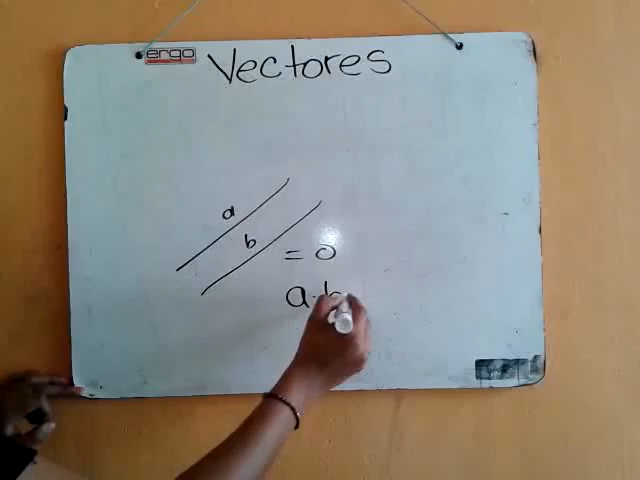 ergo
Vectores
a
b
= 0
a · b